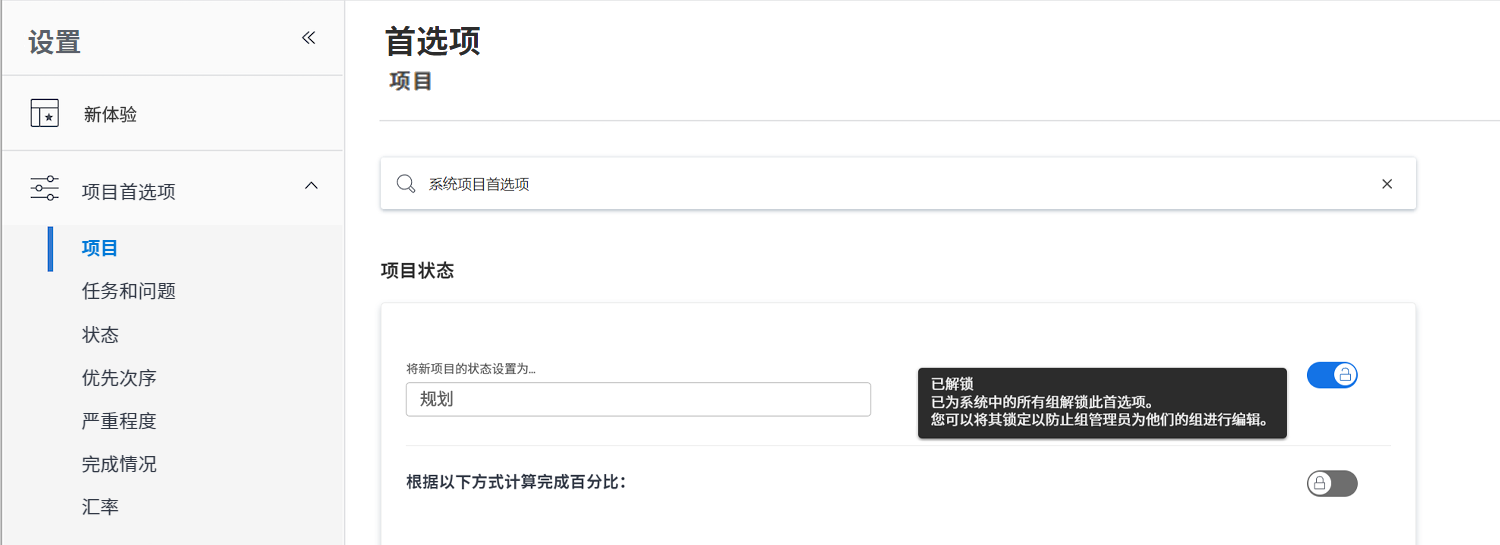 设置
新体验
项目首选项
项目
任务和问题
状态
优先次序
严重程度
完成情况
汇率
首选项
项目
系统项目首选项
项目状态
将新项目的状态设置为...
规划
已解锁
已为系统中的所有组解锁此首选项。
您可以将其锁定以防止组管理员为他们的组进行编辑。
根据以下方式计算完成百分比：